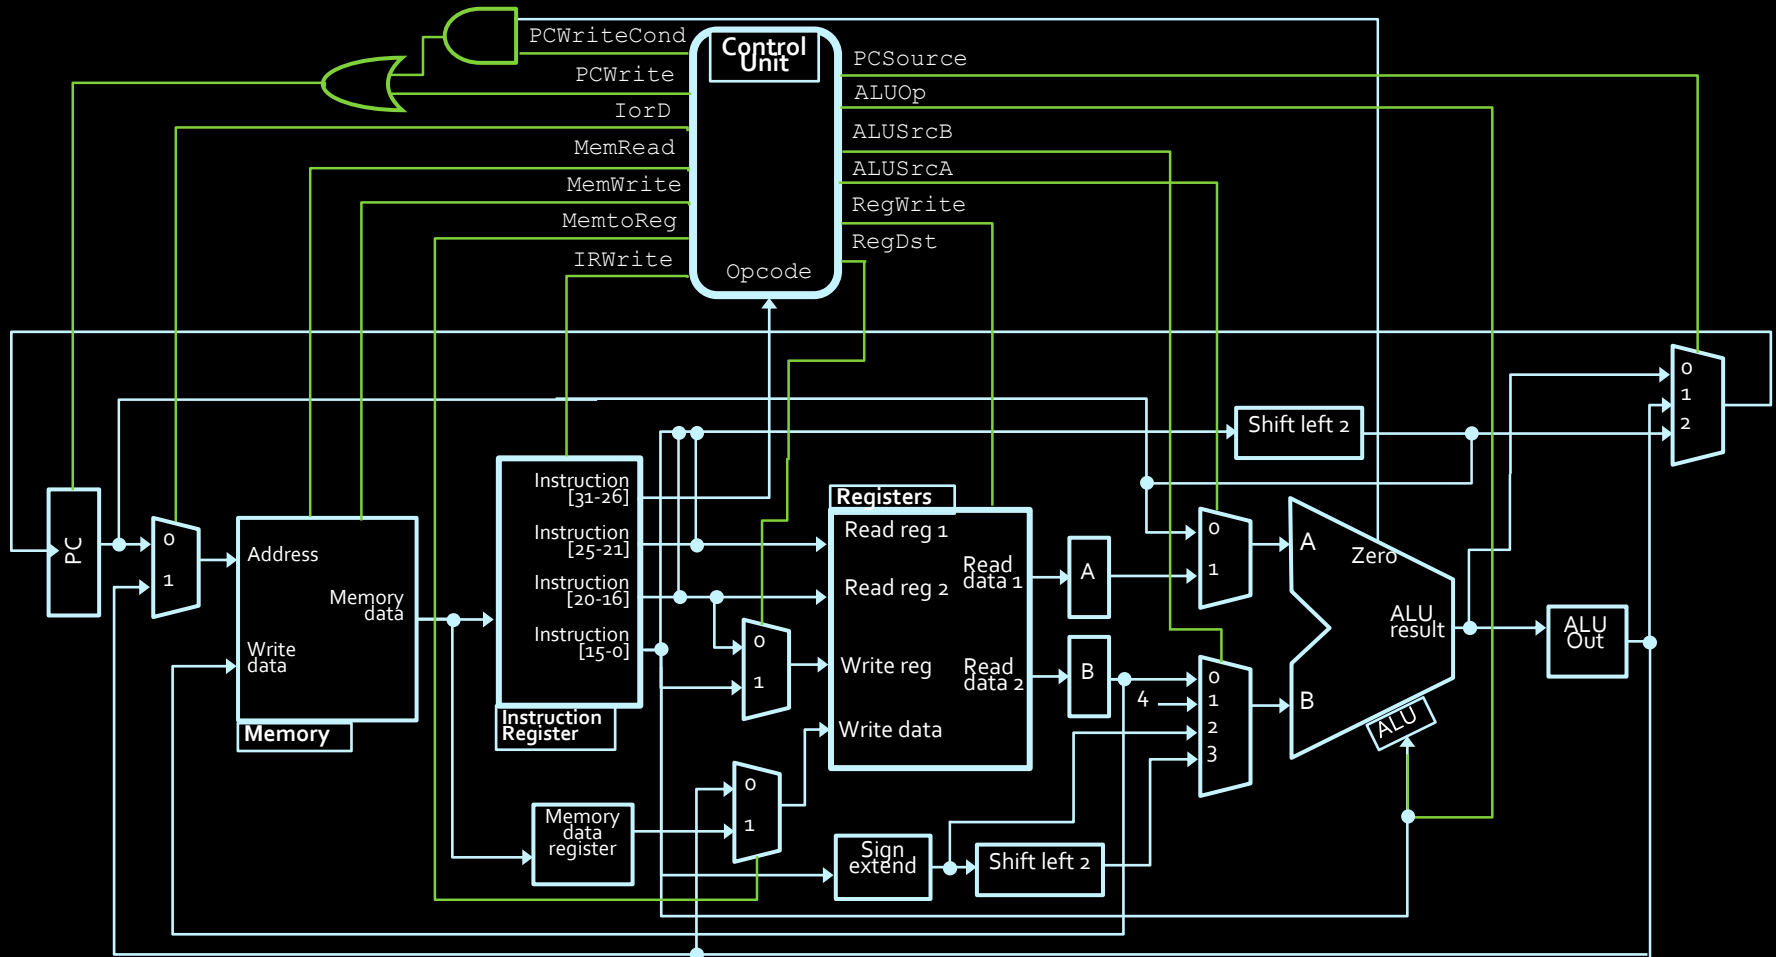 PCWriteCond
PCWrite
IorD
MemRead
MemWrite
MemtoReg
IRWrite
Control
Unit
Opcode
PCSource
ALUOp
ALUSrcB
ALUSrcA
RegWrite
RegDst
0
1
2
Shift left 2
PC
0
1
Address
Memory
data
Write
data
Memory
Instruction
[31-26]
Instruction
[25-21]
Instruction
[20-16]
Instruction
[15-0]
Instruction
Register
0
1
Registers
Read reg 1
Read reg 2
Write reg
Write data
Read
data 1
Read
data 2
A
B
0
1
4
0
1
2
3
A
B
Zero
ALU
result
ALU
ALU
Out
Memory
data
register
0
1
Sign
extend
Shift left 2